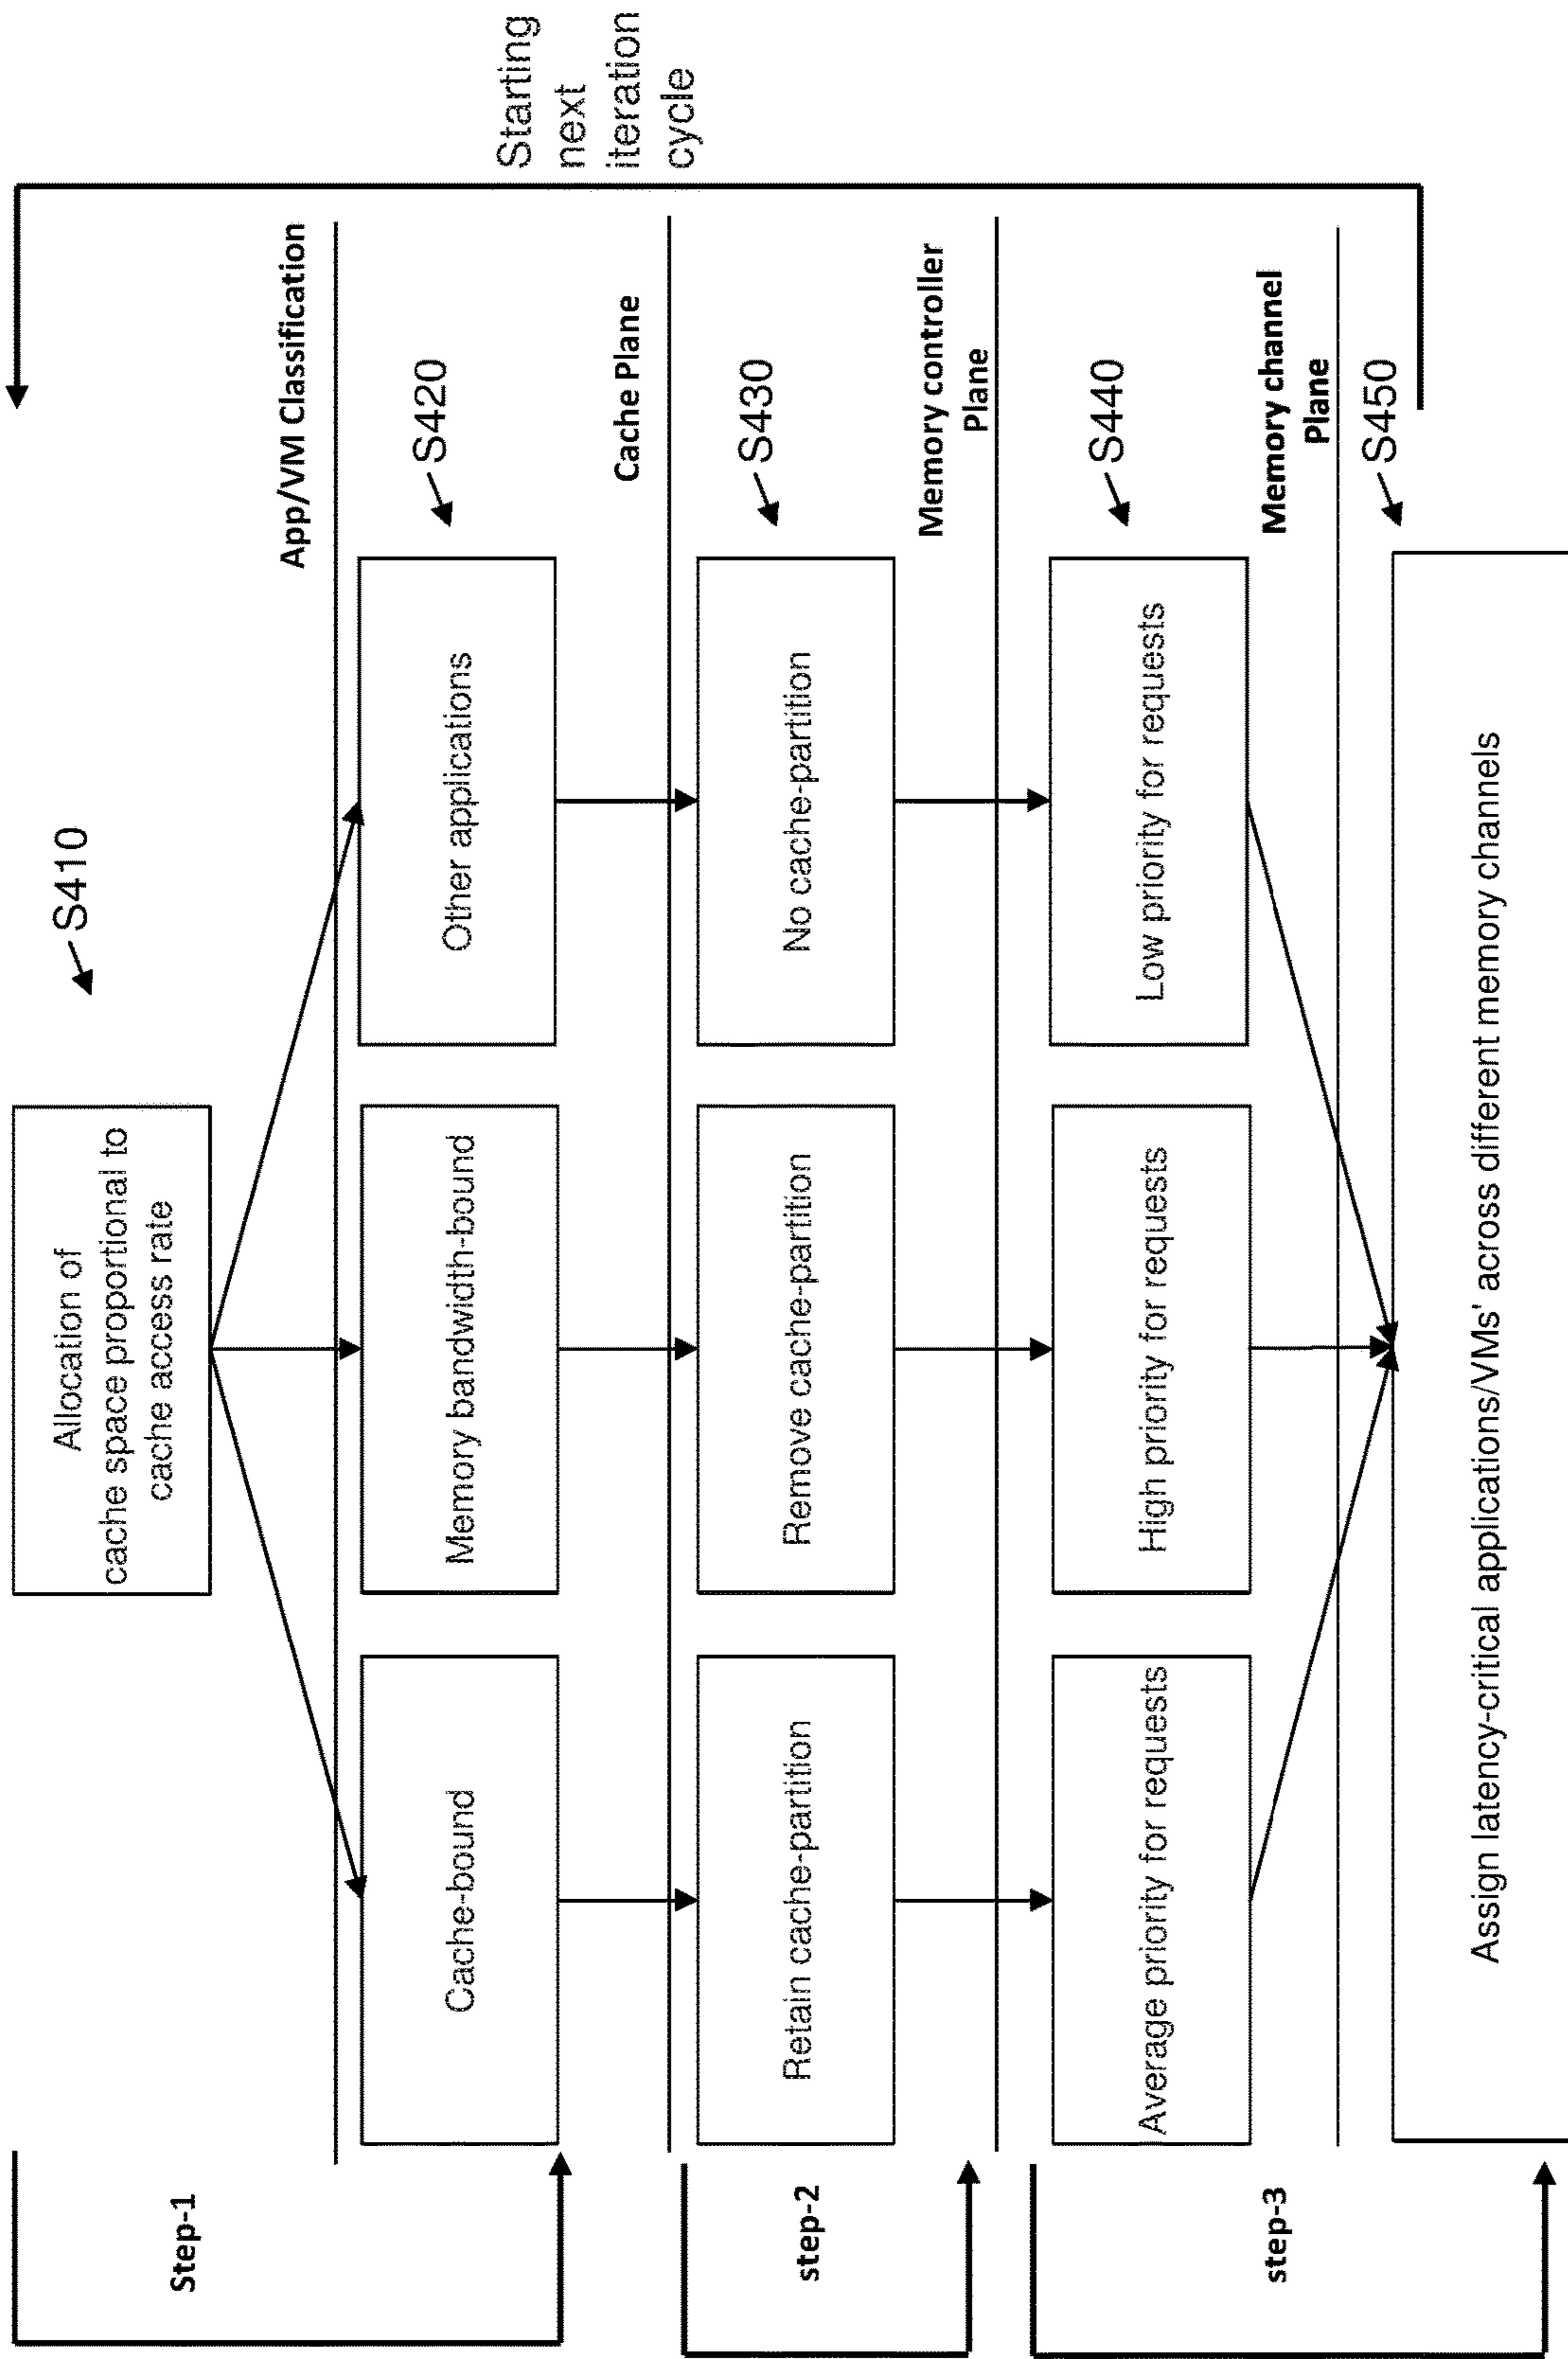 S410
Allocation of
cache space proportional to
cache access rate
Starting
next
iteration
cycle
App/VM Classification
Step-1
S420
Cache-bound
Memory bandwidth-bound
Other applications
Cache Plane
S430
step-2
Retain cache-partition
Remove cache-partition
No cache-partition
Memory controller
Plane
S440
Average priority for requests
High priority for requests
Low priority for requests
step-3
Memory channel
Plane
S450
Assign latency-critical applications/VMs' across different memory channels